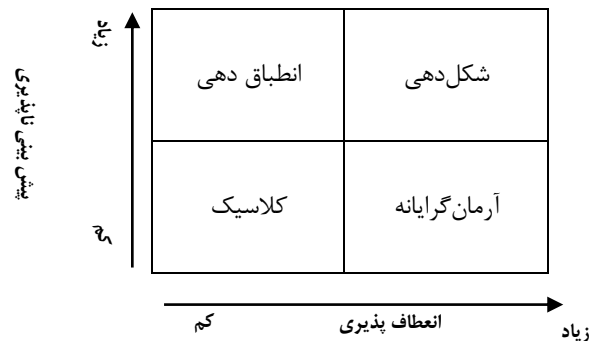 زیاد
شکل‌دهی
انطباق دهی
پیش بینی ناپذیری
آرمان‌گرایانه
کلاسیک
کم
کم
انعطاف پذیری
زیاد